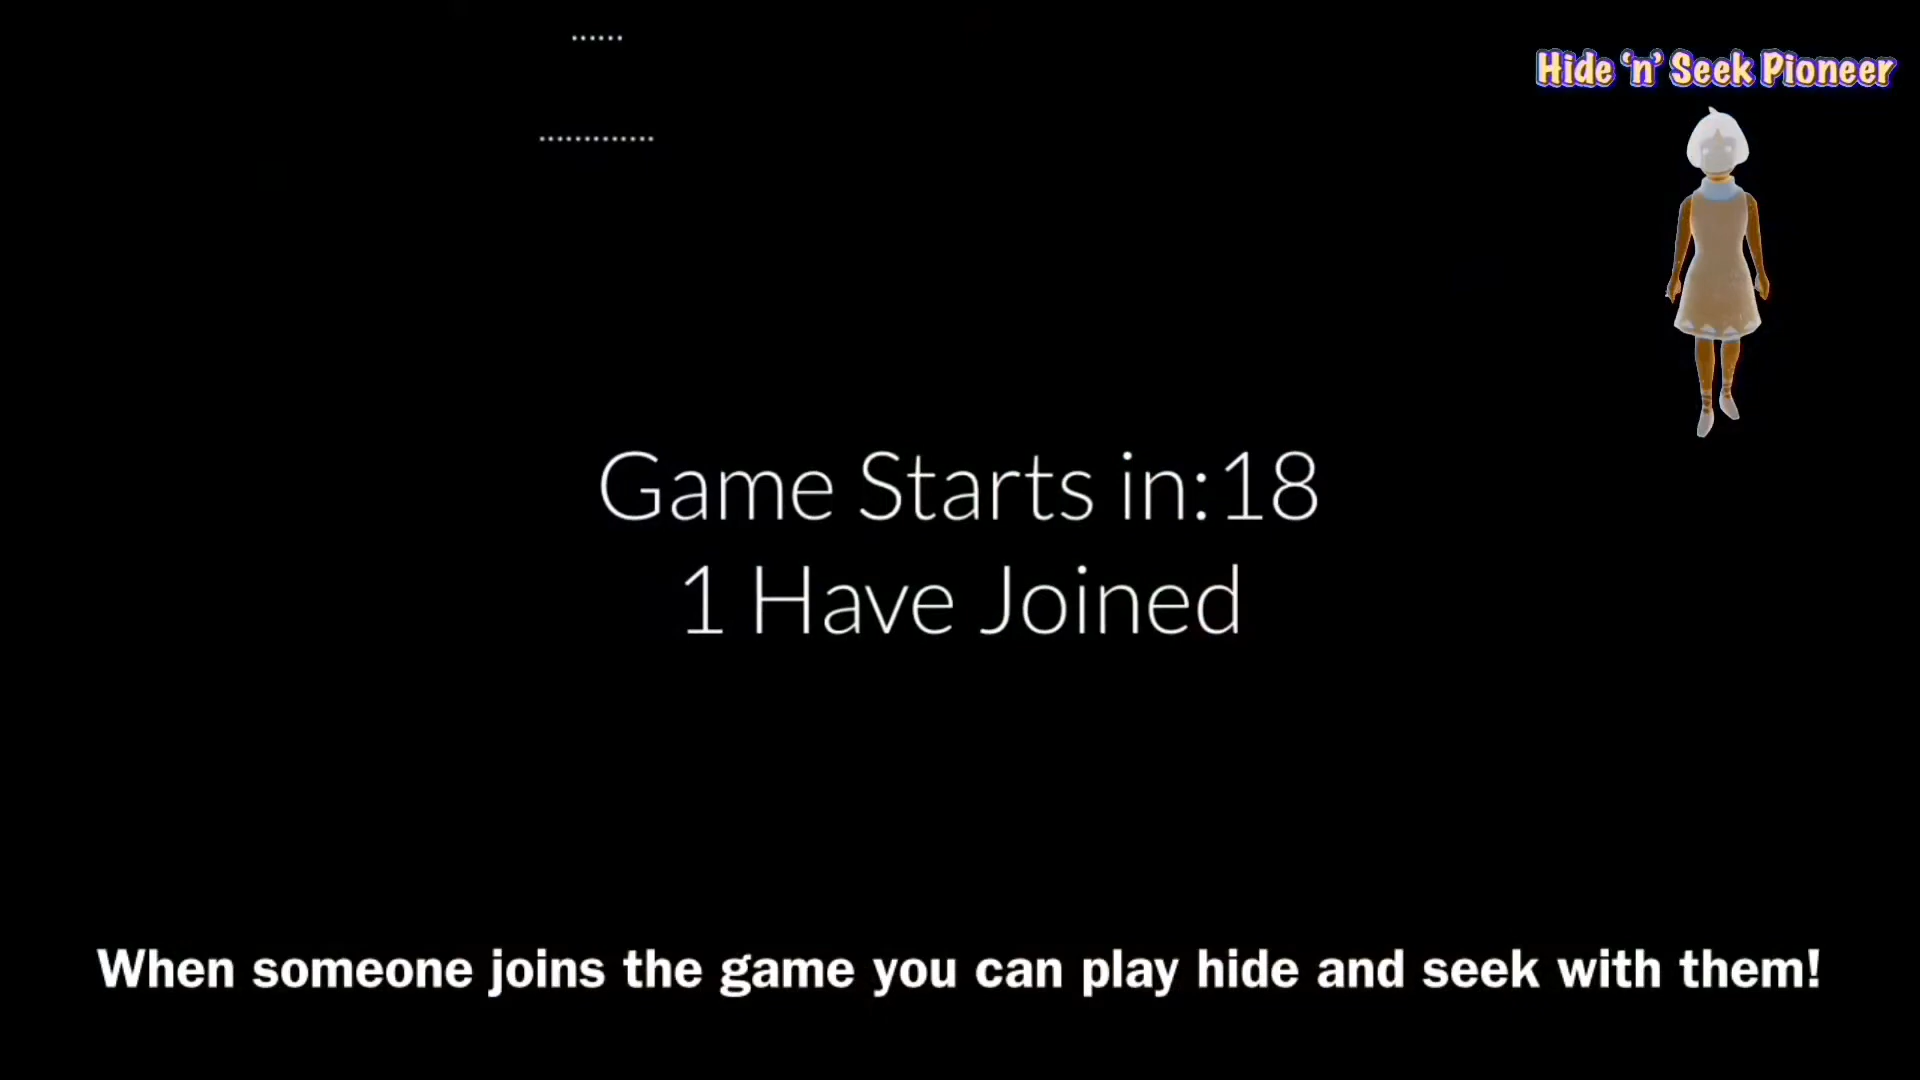 ......
Hide ‘n’ Seek Pioneer
.............
Game Starts in:18
1 Have Joined
When someone joins the game you can play hide and seek with them!